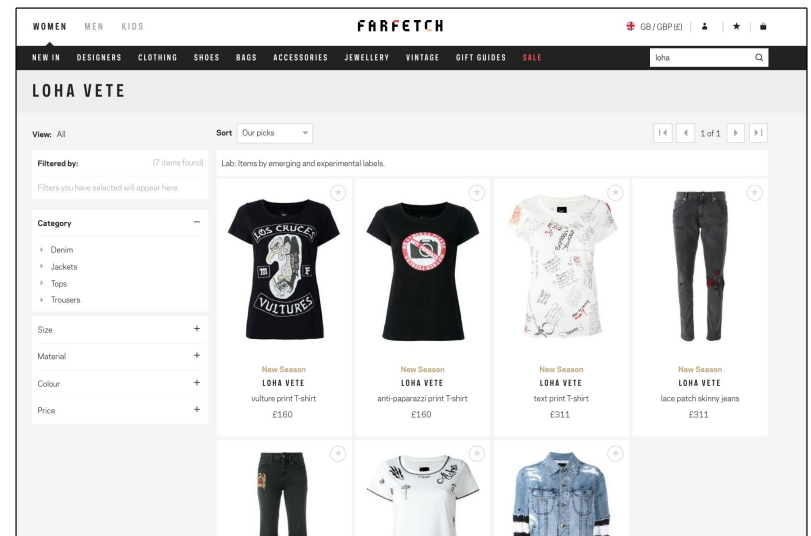 WOMEN MEN KIDS FARFETCH GB / GBP (£)
NEW IN DESIGNERS CLOTHING SHOES BAGS ACCESSORIES JEWELLERY VINTAGE GIFT GUIDES SALE loha
LOHA VETE
View: All Sort Our picks 1 of 1
Filtered by: (7 items found) Lab: Items by emerging and experimental labels.
Filters you have selected will appear here.
Category
Denim
Jackets
Tops
Trousers
Size
Material
Colour
Price
LOS CRUCES
M F
VULTURES
New Season
LOHA VETE
vulture print T-shirt
£160
New Season
LOHA VETE
anti-paparazzi print T-shirt
£160
New Season
LOHA VETE
text print T-shirt
£311
New Season
LOHA VETE
lace patch skinny jeans
£311